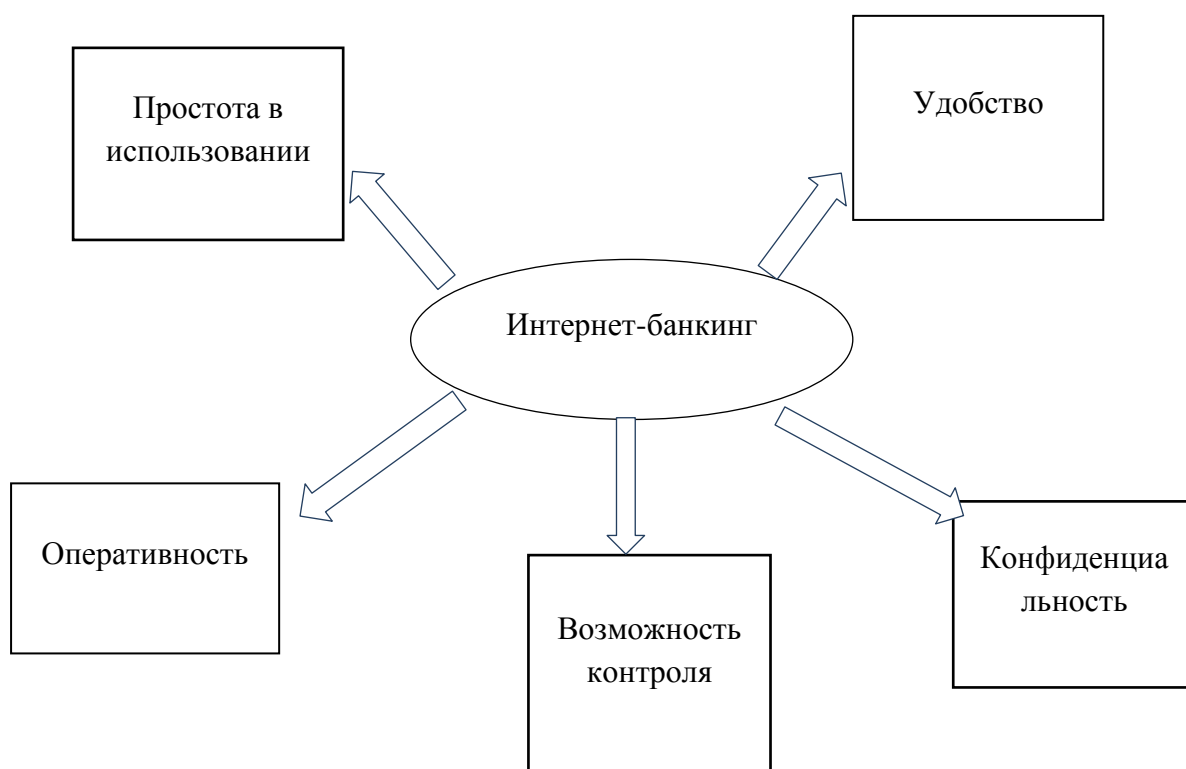 Простота в
использовании
Удобство
Интернет-банкинг
Оперативность
Возможность
контроля
Конфиденциа
льность